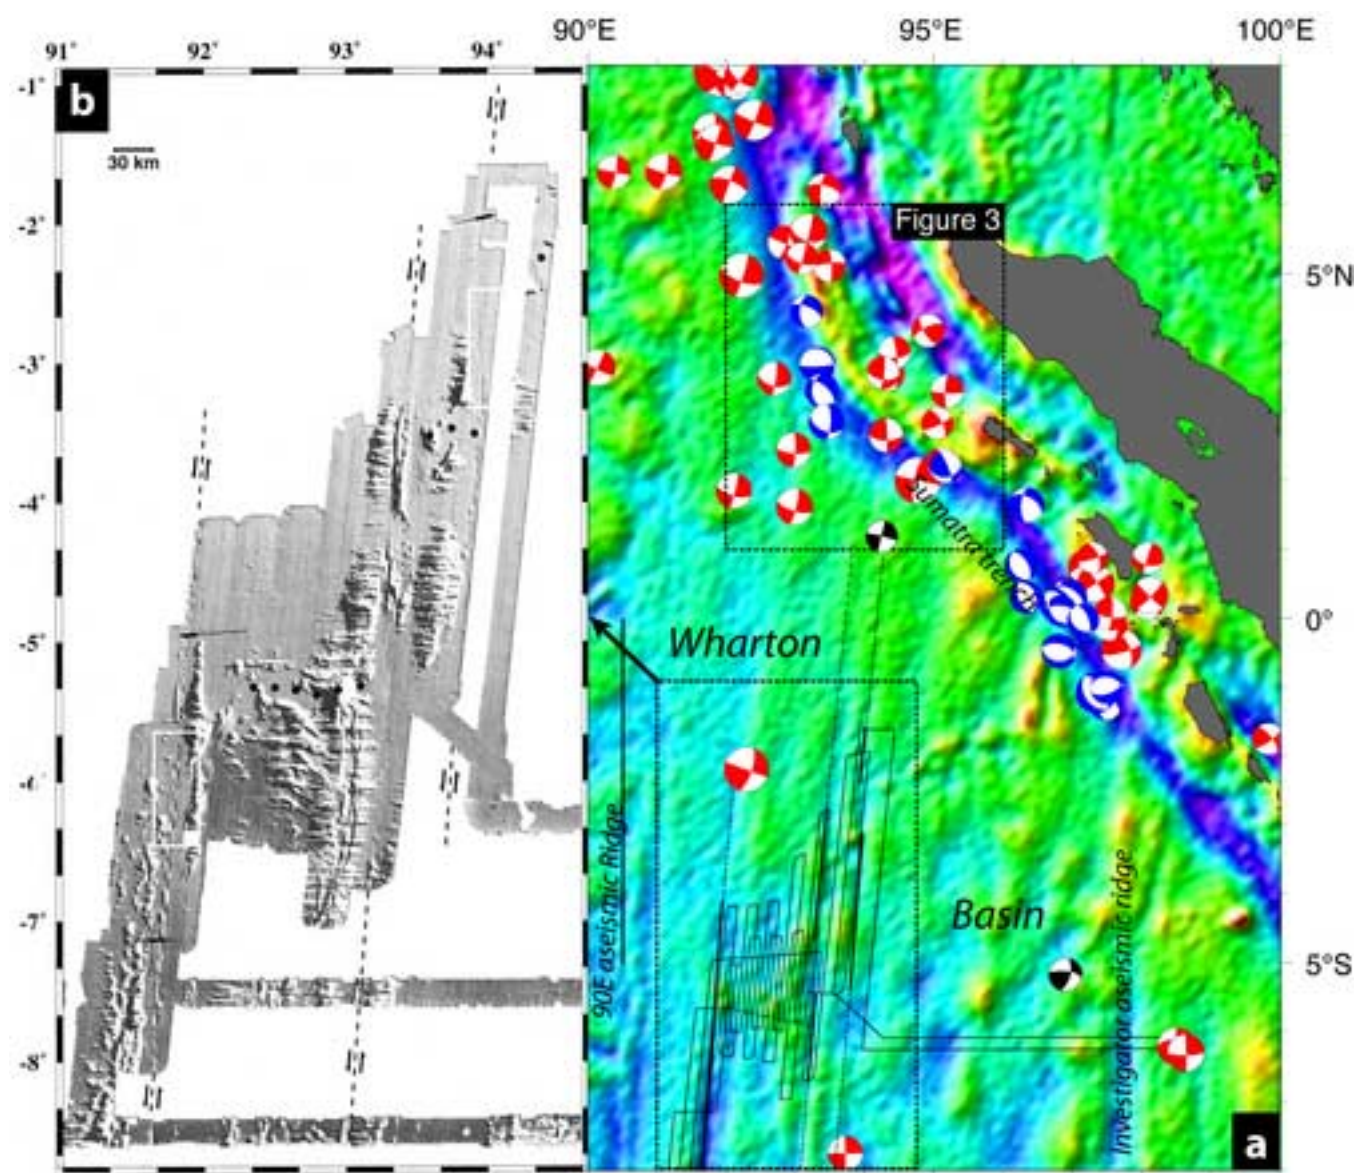 90°E 95°E 100°E
91° 92° 93° 94°
b
30 km
-1°
-2°
-3°
-4°
-5°
-6°
-7°
-8°
Figure 3
5°N
Sumatra trench
0°
Wharton
90E aseismic Ridge
Basin
Investigator aseismic ridge
5°S
a